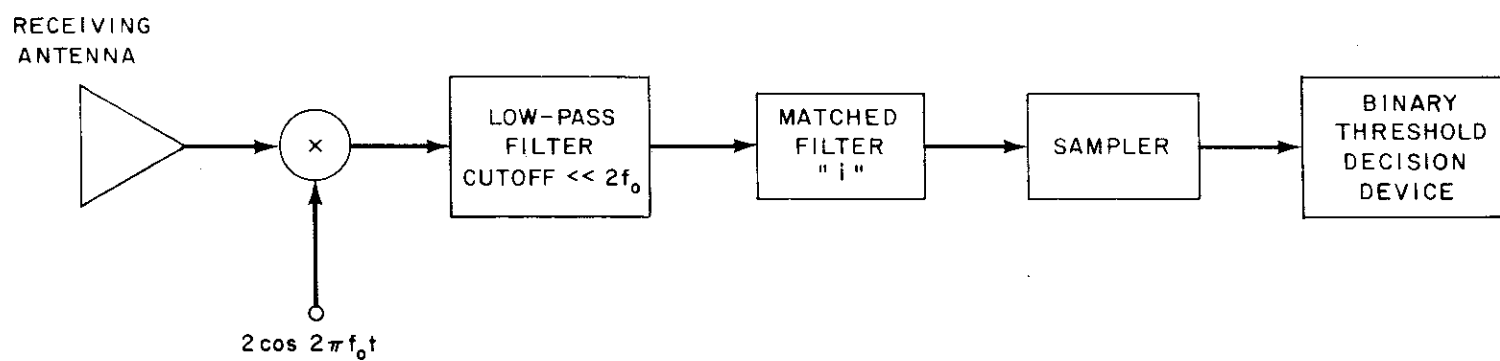 RECEIVING
ANTENNA
×
LOW-PASS
FILTER
CUTOFF << 2f₀
MATCHED
FILTER
"i"
SAMPLER
BINARY
THRESHOLD
DECISION
DEVICE
2 cos 2πf₀t